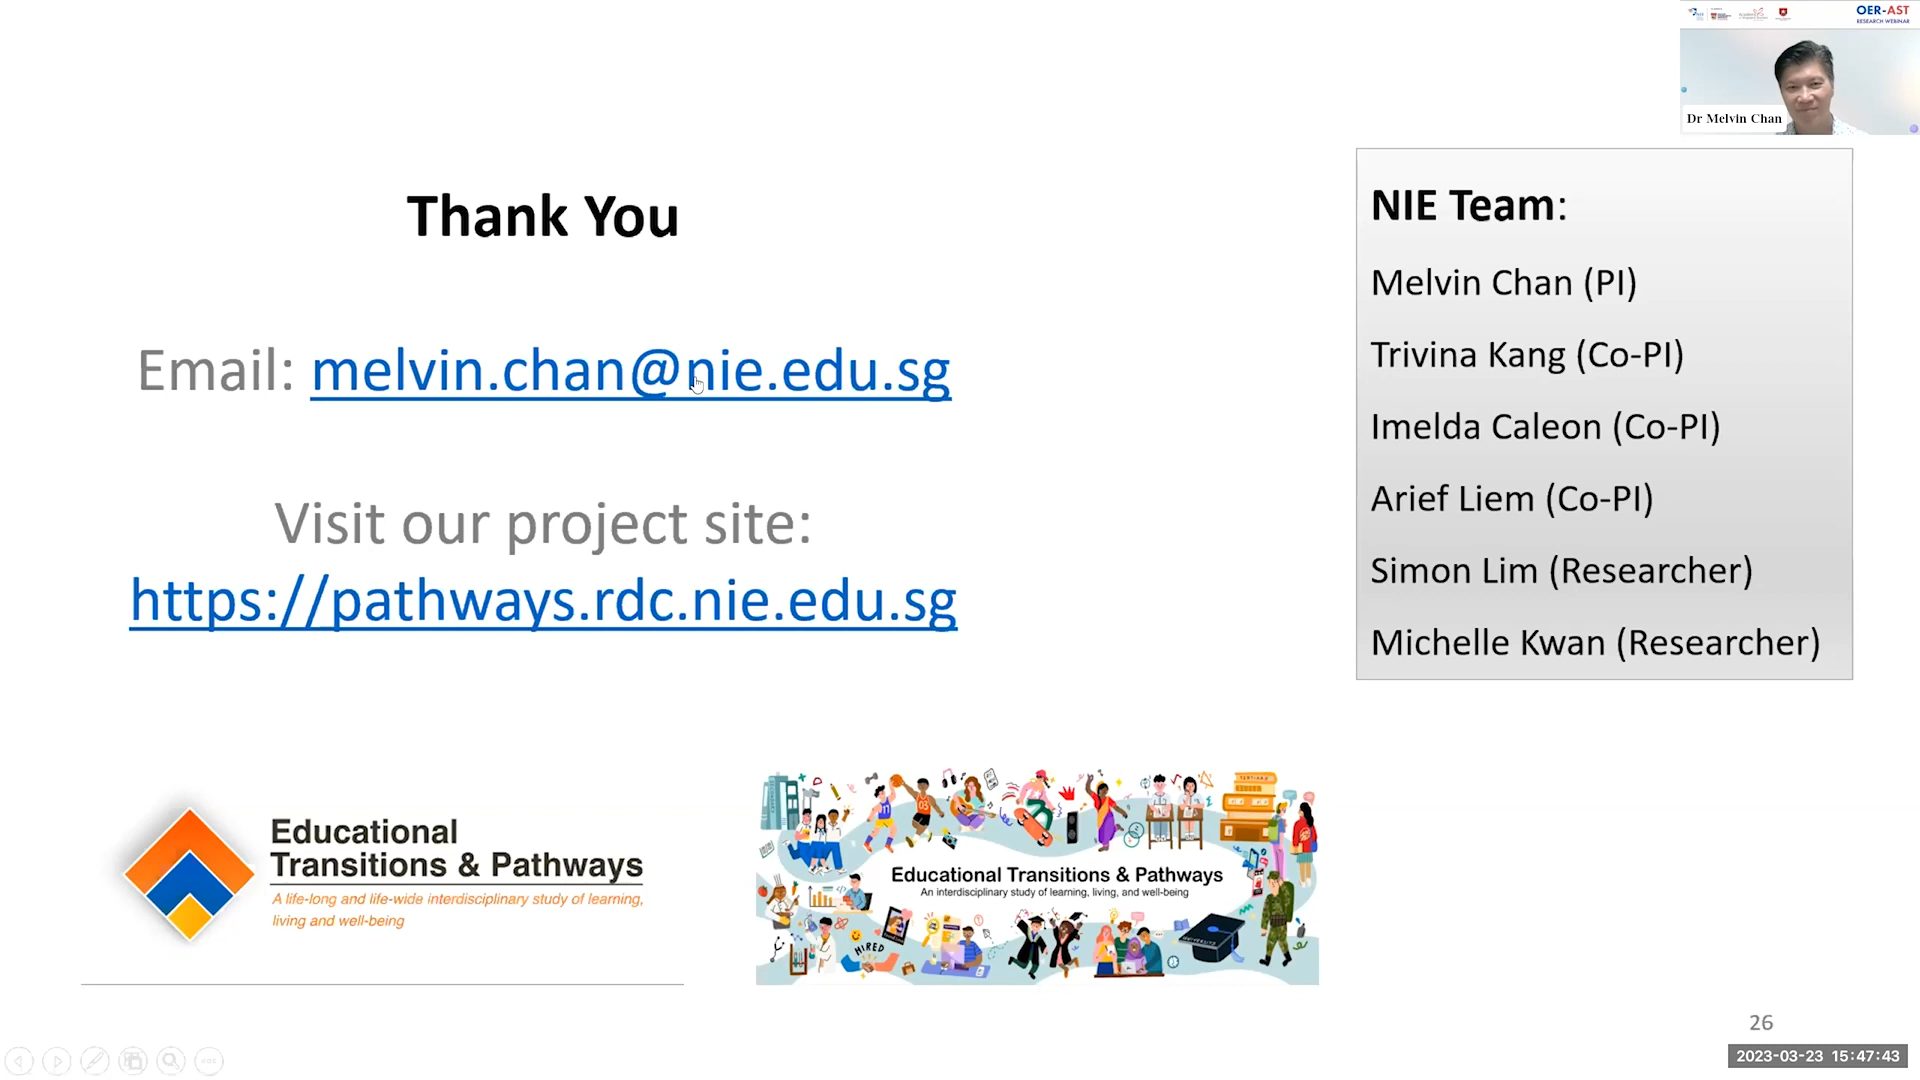 OER-AST
RESEARCH WEBINAR
Dr Melvin Chan
Thank You
Email: melvin.chan@nie.edu.sg
Visit our project site:
https://pathways.rdc.nie.edu.sg
NIE Team:
Melvin Chan (PI)
Trivina Kang (Co-PI)
Imelda Caleon (Co-PI)
Arief Liem (Co-PI)
Simon Lim (Researcher)
Michelle Kwan (Researcher)
Educational
Transitions & Pathways
A life-long and life-wide interdisciplinary study of learning,
living and well-being
Educational Transitions & Pathways
An interdisciplinary study of learning, living, and well-being
HIRED
UNIVERSITY
26
2023-03-23 15:47:43